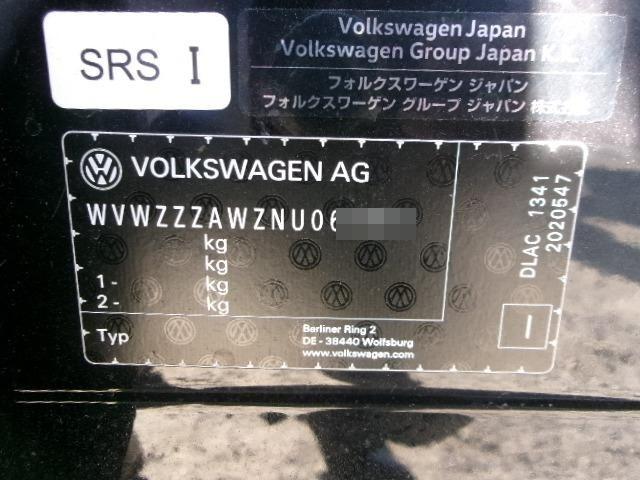 SRS I
Volkswagen Japan
Volkswagen Group Japan K.K.
フォルクスワーゲン ジャパン
フォルクスワーゲン グループ ジャパン 株式会社
VOLKSWAGEN AG
WVWZZZAWZNU06
kg
kg
1- kg
2- kg
Typ
Berliner Ring 2
DE - 38440 Wolfsburg
www.volkswagen.com
DLAC 1341
2020547
I